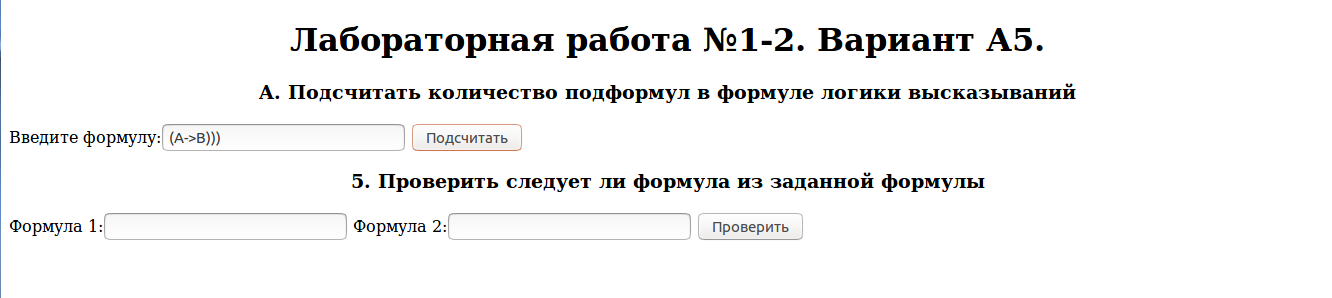 Лабораторная работа №1-2. Вариант А5.
А. Подсчитать количество подформул в формуле логики высказываний
Введите формулу: (A->B))) Подсчитать
5. Проверить следует ли формула из заданной формулы
Формула 1: Формула 2: Проверить